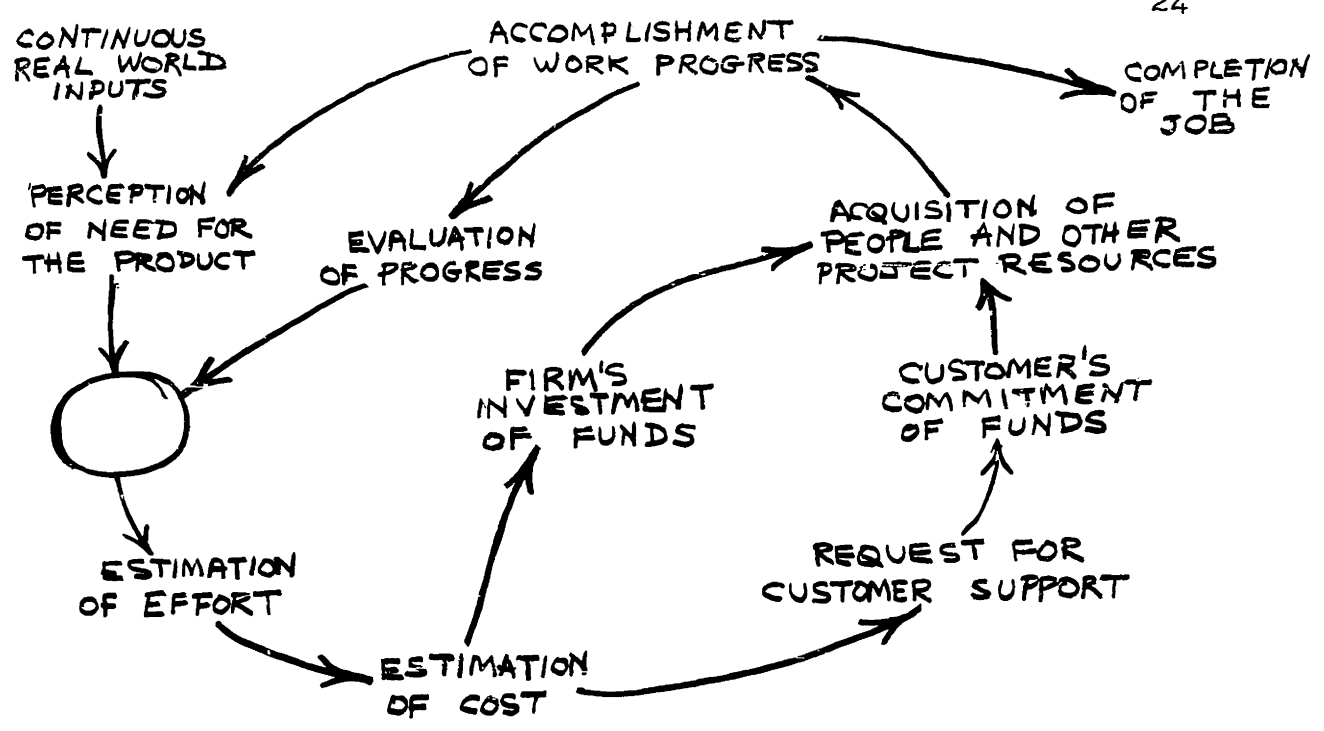 24
CONTINUOUS
REAL WORLD
INPUTS
ACCOMPLISHMENT
OF WORK PROGRESS
COMPLETION
OF THE
JOB
PERCEPTION
OF NEED FOR
THE PRODUCT
EVALUATION
OF PROGRESS
ACQUISITION OF
PEOPLE AND OTHER
PROJECT RESOURCES
FIRM'S
INVESTMENT
OF FUNDS
CUSTOMER'S
COMMITMENT
OF FUNDS
ESTIMATION
OF EFFORT
REQUEST FOR
CUSTOMER SUPPORT
ESTIMATION
OF COST